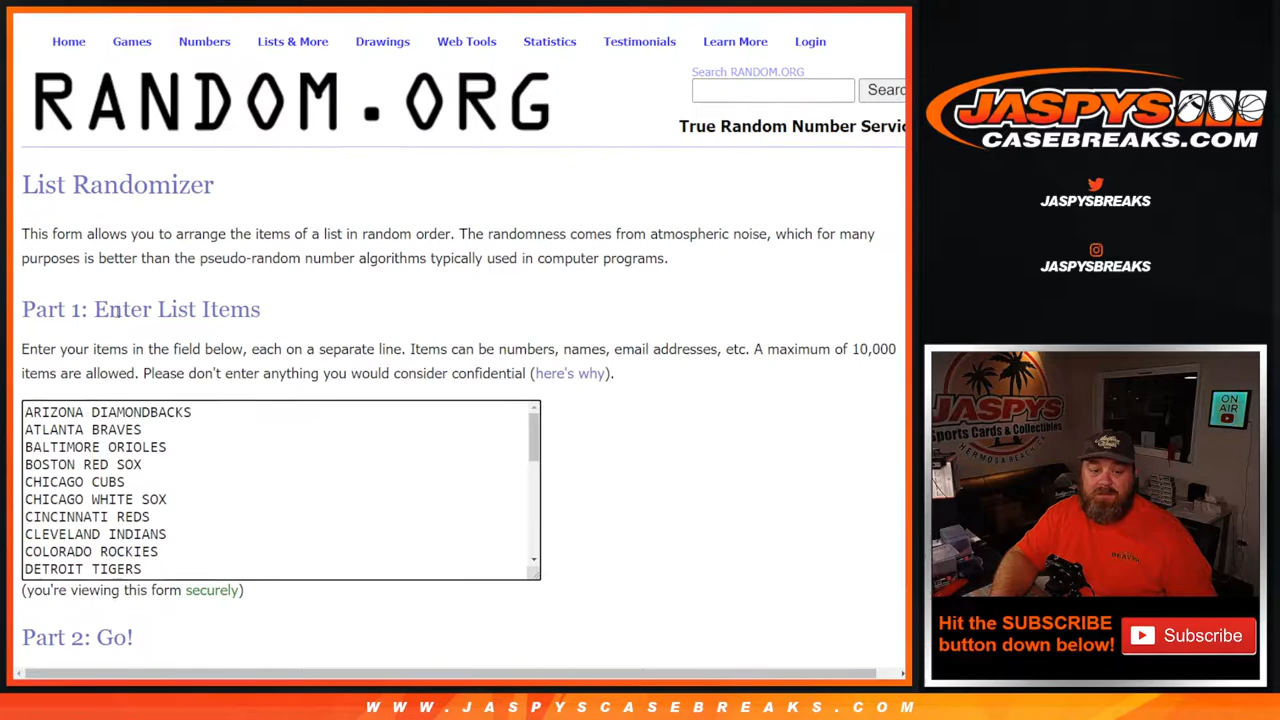 Home Games Numbers Lists & More Drawings Web Tools Statistics Testimonials Learn More Login
RANDOM.ORG
Search RANDOM.ORG
Searc
True Random Number Servic
List Randomizer
This form allows you to arrange the items of a list in random order. The randomness comes from atmospheric noise, which for many
purposes is better than the pseudo-random number algorithms typically used in computer programs.
Part 1: Enter List Items
Enter your items in the field below, each on a separate line. Items can be numbers, names, email addresses, etc. A maximum of 10,000
items are allowed. Please don't enter anything you would consider confidential (here's why).
ARIZONA DIAMONDBACKS
ATLANTA BRAVES
BALTIMORE ORIOLES
BOSTON RED SOX
CHICAGO CUBS
CHICAGO WHITE SOX
CINCINNATI REDS
CLEVELAND INDIANS
COLORADO ROCKIES
DETROIT TIGERS
(you're viewing this form securely)
Part 2: Go!
JASPYS
CASEBREAKS.COM
JASPYSBREAKS
JASPYSBREAKS
JASPYS
Sports Cards & Collectibles
HERMOSA BEACH, CA
ON
AIR
Hit the SUBSCRIBE
button down below!
Subscribe
WWW.JASPYSCASEBREAKS.COM